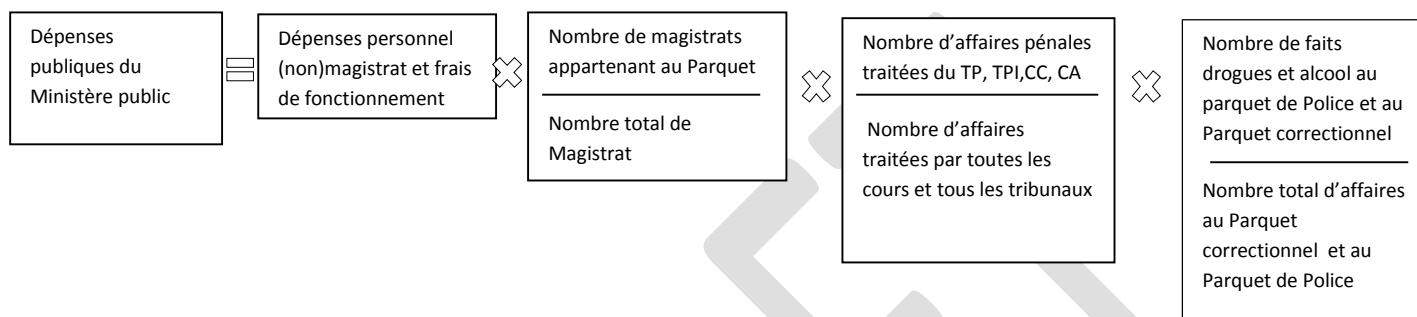 Dépenses
publiques du
Ministère public
Dépenses personnel
(non)magistrat et frais
de fonctionnement
Nombre de magistrats
appartenant au Parquet
Nombre total de
Magistrat
Nombre d'affaires pénales
traitées du TP, TPI,CC, CA
Nombre d'affaires
traitées par toutes les
cours et tous les tribunaux
Nombre de faits
drogues et alcool au
parquet de Police et au
Parquet correctionnel
Nombre total d'affaires
au Parquet
correctionnel et au
Parquet de Police